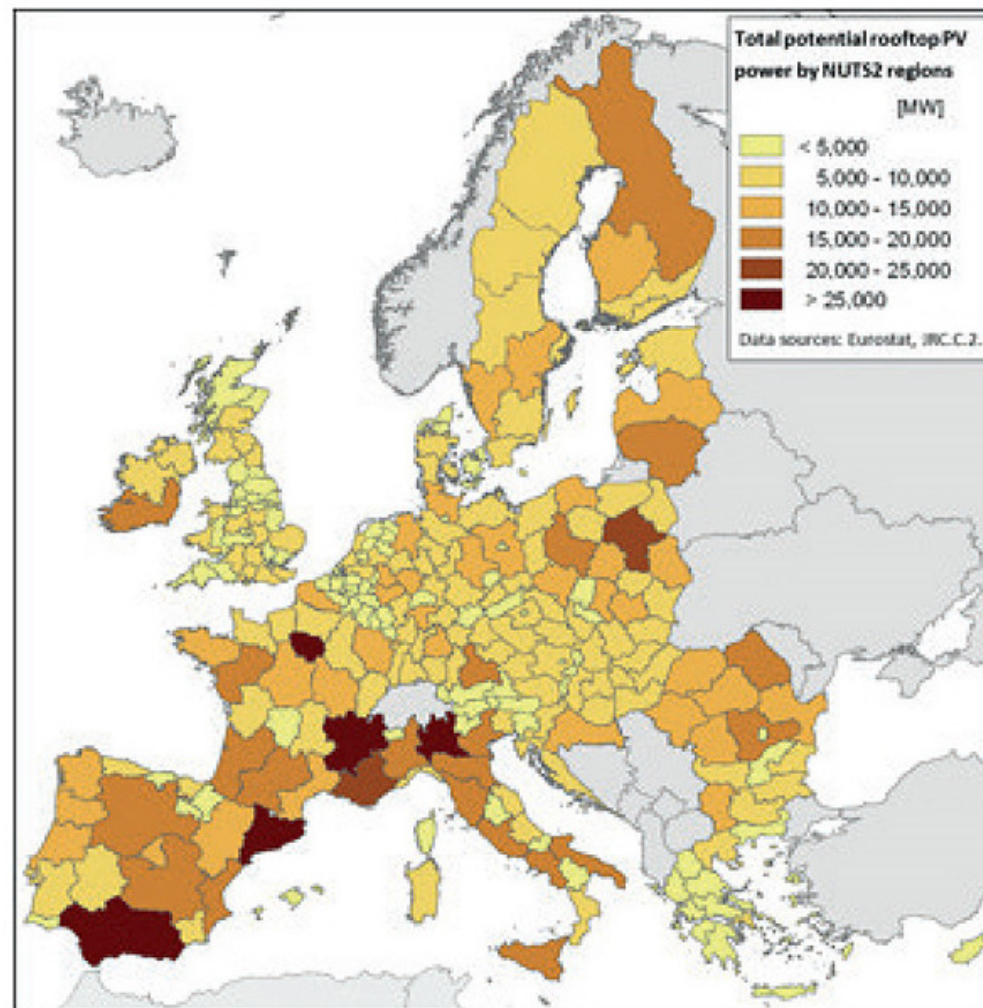 Total potential rooftop PV
power by NUTS2 regions
[MW]
< 5,000
5,000 - 10,000
10,000 - 15,000
15,000 - 20,000
20,000 - 25,000
> 25,000
Data sources: Eurostat, JRC.C.2.